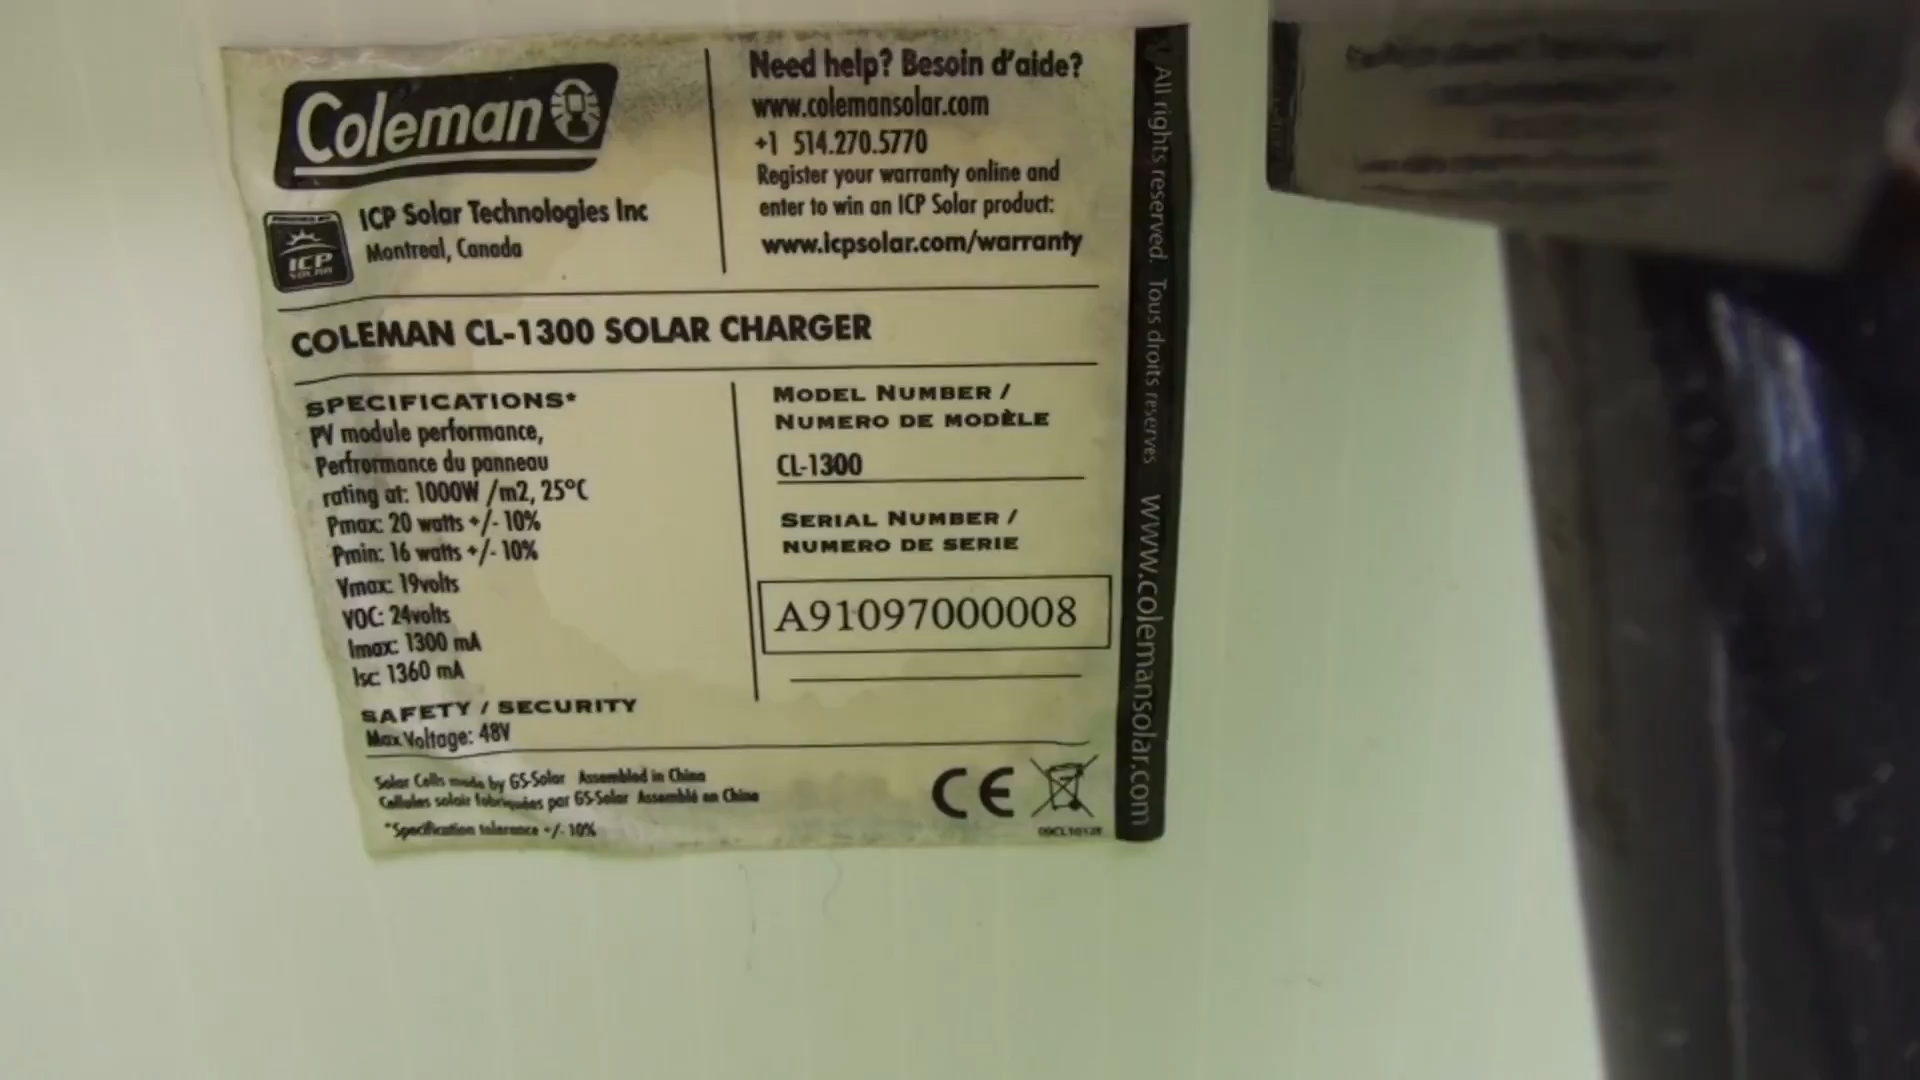 Coleman
ICP Solar Technologies Inc
Montreal, Canada
ICP
SOLAR
Need help? Besoin d'aide?
www.colemansolar.com
+1 514.270.5770
Register your warranty online and
enter to win an ICP Solar product:
www.icpsolar.com/warranty
COLEMAN CL-1300 SOLAR CHARGER
SPECIFICATIONS*
PV module performance,
Perfrormance du panneau
rating at: 1000W /m2, 25°C
Pmax: 20 watts +/- 10%
Pmin: 16 watts +/- 10%
Vmax: 19volts
VOC: 24volts
Imax: 1300 mA
Isc: 1360 mA
SAFETY / SECURITY
Max Voltage: 48V
MODEL NUMBER /
NUMERO DE MODÈLE
CL-1300
SERIAL NUMBER /
NUMERO DE SERIE
A91097000008
Solar Cells made by GS-Solar Assembled in China
Cellules solair fabriquées par GS-Solar Assemblé en China
*Specification tolerance +/- 10%
CE
All rights reserved. Tous droits reserves www.colemansolar.com